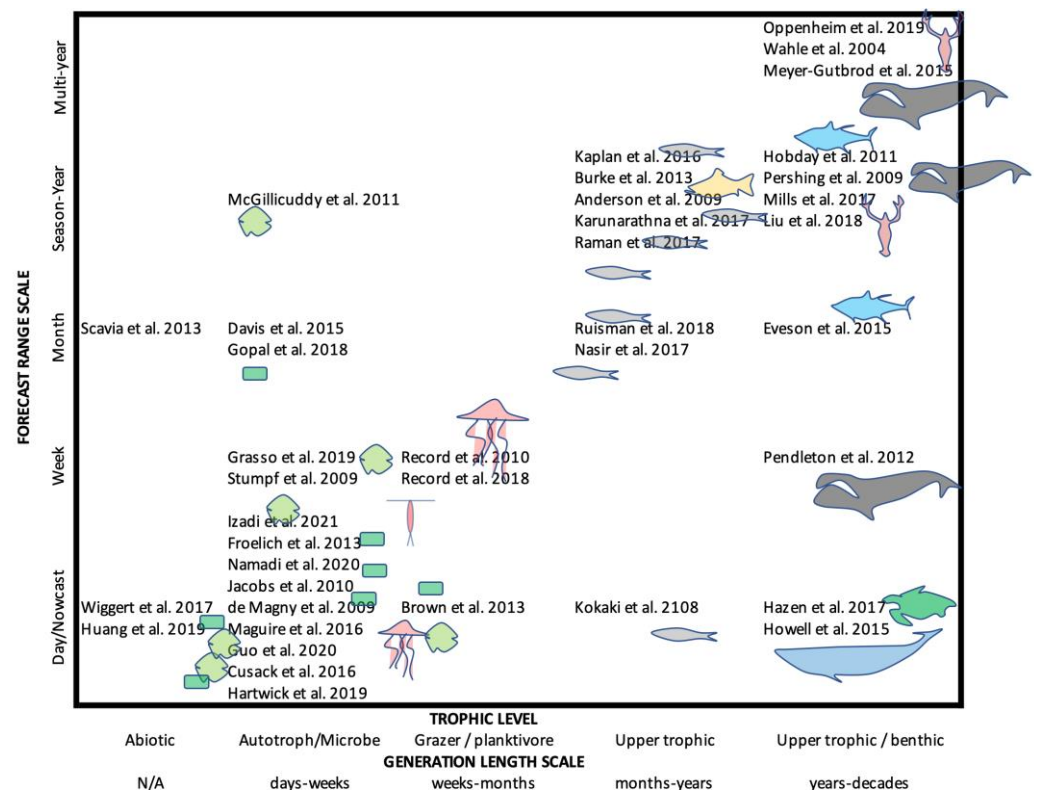 Oppenheim et al. 2019
Wahle et al. 2004
Meyer-Gutbrod et al. 2015
Multi-year
Kaplan et al. 2016
Burke et al. 2013
Anderson et al. 2009
Karunarathna et al. 2017
Raman et al. 2017
Hobday et al. 2011
Pershing et al. 2009
Mills et al. 2017
Liu et al. 2018
McGillicuddy et al. 2011
Season-Year
FORECAST RANGE SCALE
Month
Scavia et al. 2013
Davis et al. 2015
Gopal et al. 2018
Ruisman et al. 2018
Nasir et al. 2017
Eveson et al. 2015
Week
Grasso et al. 2019
Stumpf et al. 2009
Record et al. 2010
Record et al. 2018
Pendleton et al. 2012
Izadi et al. 2021
Froelich et al. 2013
Namadi et al. 2020
Jacobs et al. 2010
de Magny et al. 2009
Maguire et al. 2016
Guo et al. 2020
Cusack et al. 2016
Hartwick et al. 2019
Day/Nowcast
Wiggert et al. 2017
Huang et al. 2019
Brown et al. 2013
Kokaki et al. 2108
Hazen et al. 2017
Howell et al. 2015
TROPHIC LEVEL
Abiotic
Autotroph/Microbe
Grazer / planktivore
Upper trophic
Upper trophic / benthic
GENERATION LENGTH SCALE
N/A
days-weeks
weeks-months
months-years
years-decades